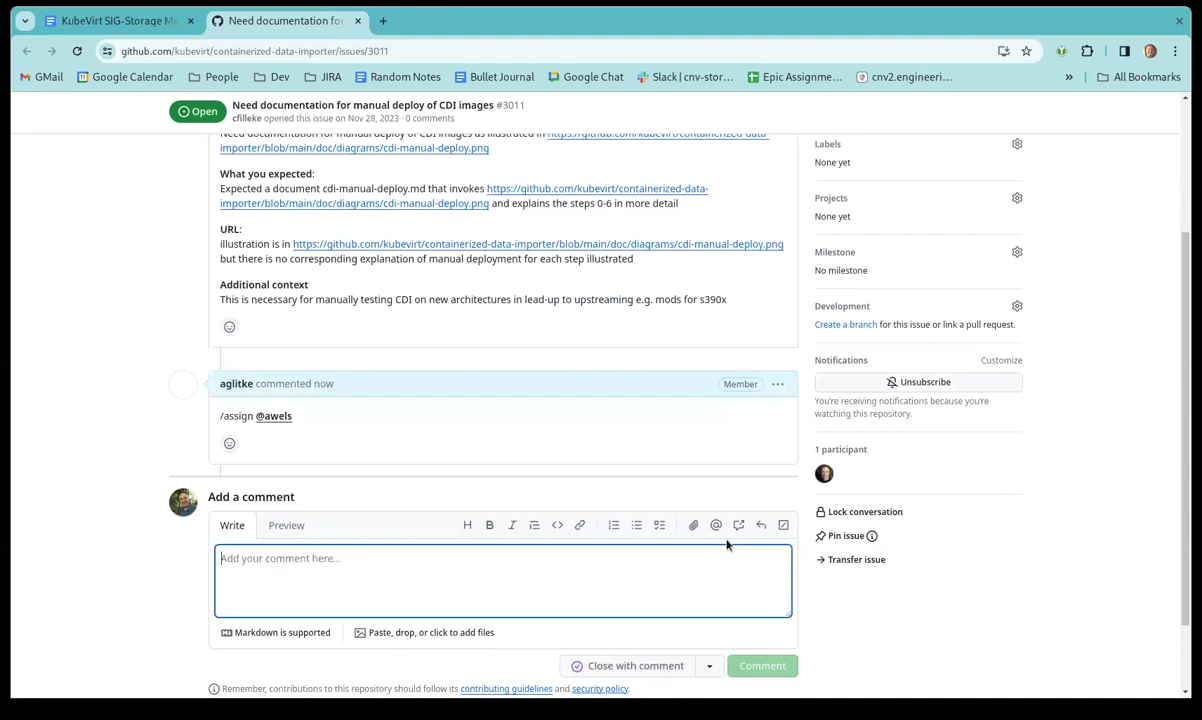 KubeVirt SIG-Storage Me
Need documentation for
github.com/kubevirt/containerized-data-importer/issues/3011
GMail
Google Calendar
People
Dev
JIRA
Random Notes
Bullet Journal
Google Chat
Slack | cnv-stor...
Epic Assignme...
cnv2.engineeri...
All Bookmarks
Open
Need documentation for manual deploy of CDI images #3011
cfilleke opened this issue on Nov 28, 2023 · 0 comments
Need documentation for manual deploy of CDI images as illustrated in https://github.com/kubevirt/containerized-data-
importer/blob/main/doc/diagrams/cdi-manual-deploy.png
What you expected:
Expected a document cdi-manual-deploy.md that invokes https://github.com/kubevirt/containerized-data-
importer/blob/main/doc/diagrams/cdi-manual-deploy.png and explains the steps 0-6 in more detail
URL:
illustration is in https://github.com/kubevirt/containerized-data-importer/blob/main/doc/diagrams/cdi-manual-deploy.png
but there is no corresponding explanation of manual deployment for each step illustrated
Additional context
This is necessary for manually testing CDI on new architectures in lead-up to upstreaming e.g. mods for s390x
aglitke commented now
Member
/assign @awels
Add a comment
Write
Preview
Add your comment here...
Markdown is supported
Paste, drop, or click to add files
Close with comment
Comment
Remember, contributions to this repository should follow its contributing guidelines and security policy.
Labels
None yet
Projects
None yet
Milestone
No milestone
Development
Create a branch for this issue or link a pull request.
Notifications
Customize
Unsubscribe
You're receiving notifications because you're
watching this repository.
1 participant
Lock conversation
Pin issue
Transfer issue